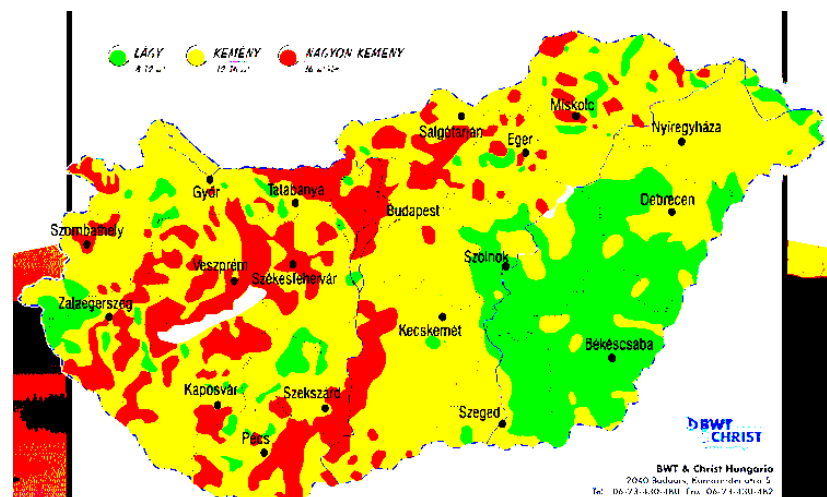 LÁGY KEMÉNY NAGYON KEMENY
Miskolc
Salgótarján
Eger
Nyíregyháza
Győr
Tatabánya
Budapest
Debrecen
Szombathely
Szolnok
Veszprém
Székesfehérvár
Zalaegerszeg
Kecskemét
Békéscsaba
Kaposvár
Szekszárd
Szeged
Pécs
BWT
CHRIST
BWT & Christ Hungaria